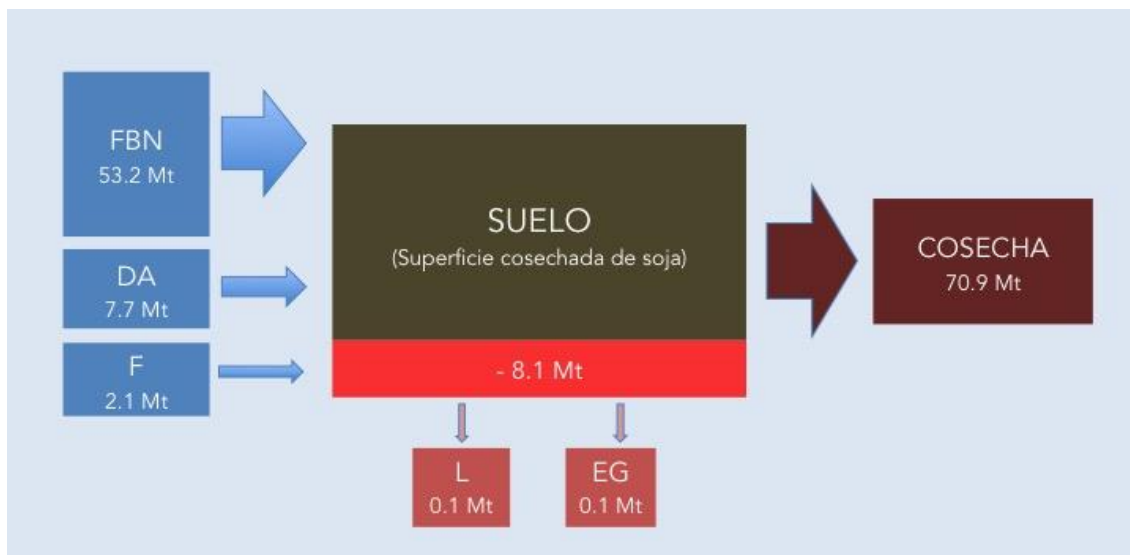 FBN
53.2 Mt
DA
7.7 Mt
F
2.1 Mt
SUELO
(Superficie cosechada de soja)
- 8.1 Mt
L
0.1 Mt
EG
0.1 Mt
COSECHA
70.9 Mt